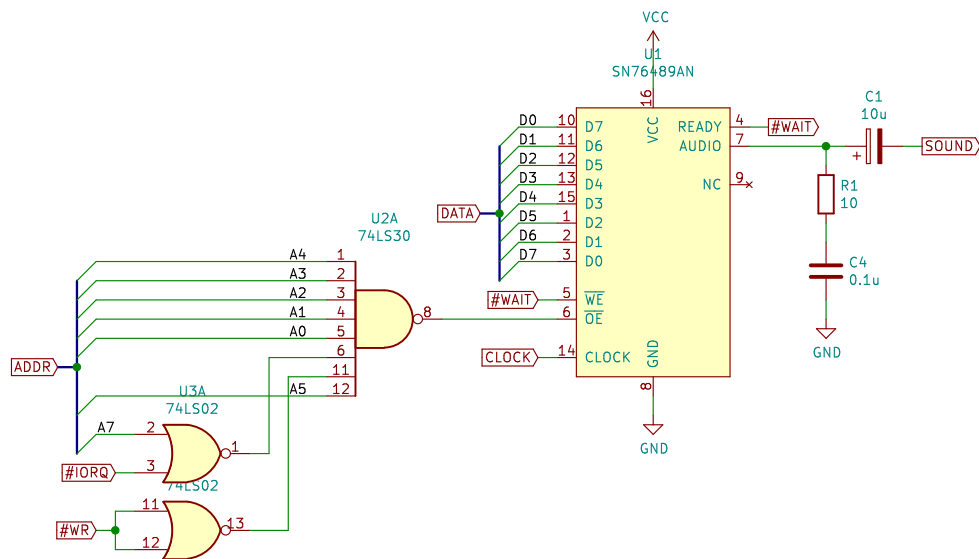 VCC
U1
SN76489AN
16
VCC
D0 10 D7
D1 11 D6
D2 12 D5
D3 13 D4
D4 15 D3
D5 1 D2
D6 2 D1
D7 3 D0
DATA
#WAIT 5 WE
6 OE
CLOCK 14 CLOCK
READY 4 #WAIT
AUDIO 7
NC 9
GND
8
GND
C1
10u
+
SOUND
R1
10
C4
0.1u
GND
U2A
74LS30
A4 1
A3 2
A2 3
A1 4
A0 5
6
11
A5 12
8
ADDR
U3A
74LS02
A7 2
#IORQ 3
1
74LS02
#WR
11
12
13